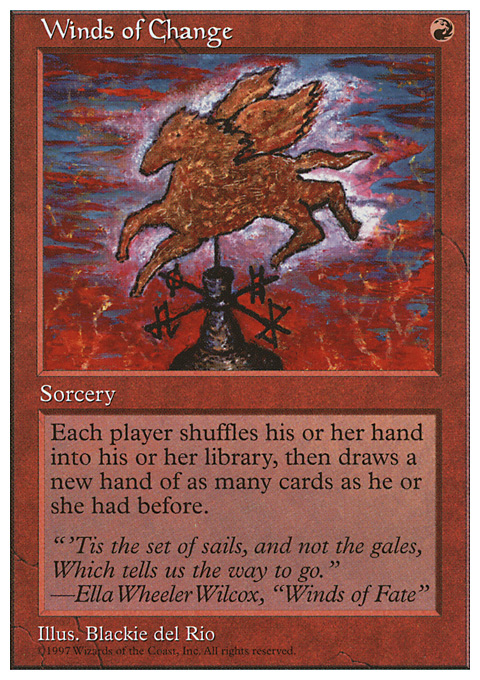 Winds of Change
Sorcery
Each player shuffles his or her hand
into his or her library, then draws a
new hand of as many cards as he or
she had before.
“ ’Tis the set of sails, and not the gales,
Which tells us the way to go.”
—Ella Wheeler Wilcox, “Winds of Fate”
Illus. Blackie del Rio
©1997 Wizards of the Coast, Inc. All rights reserved.